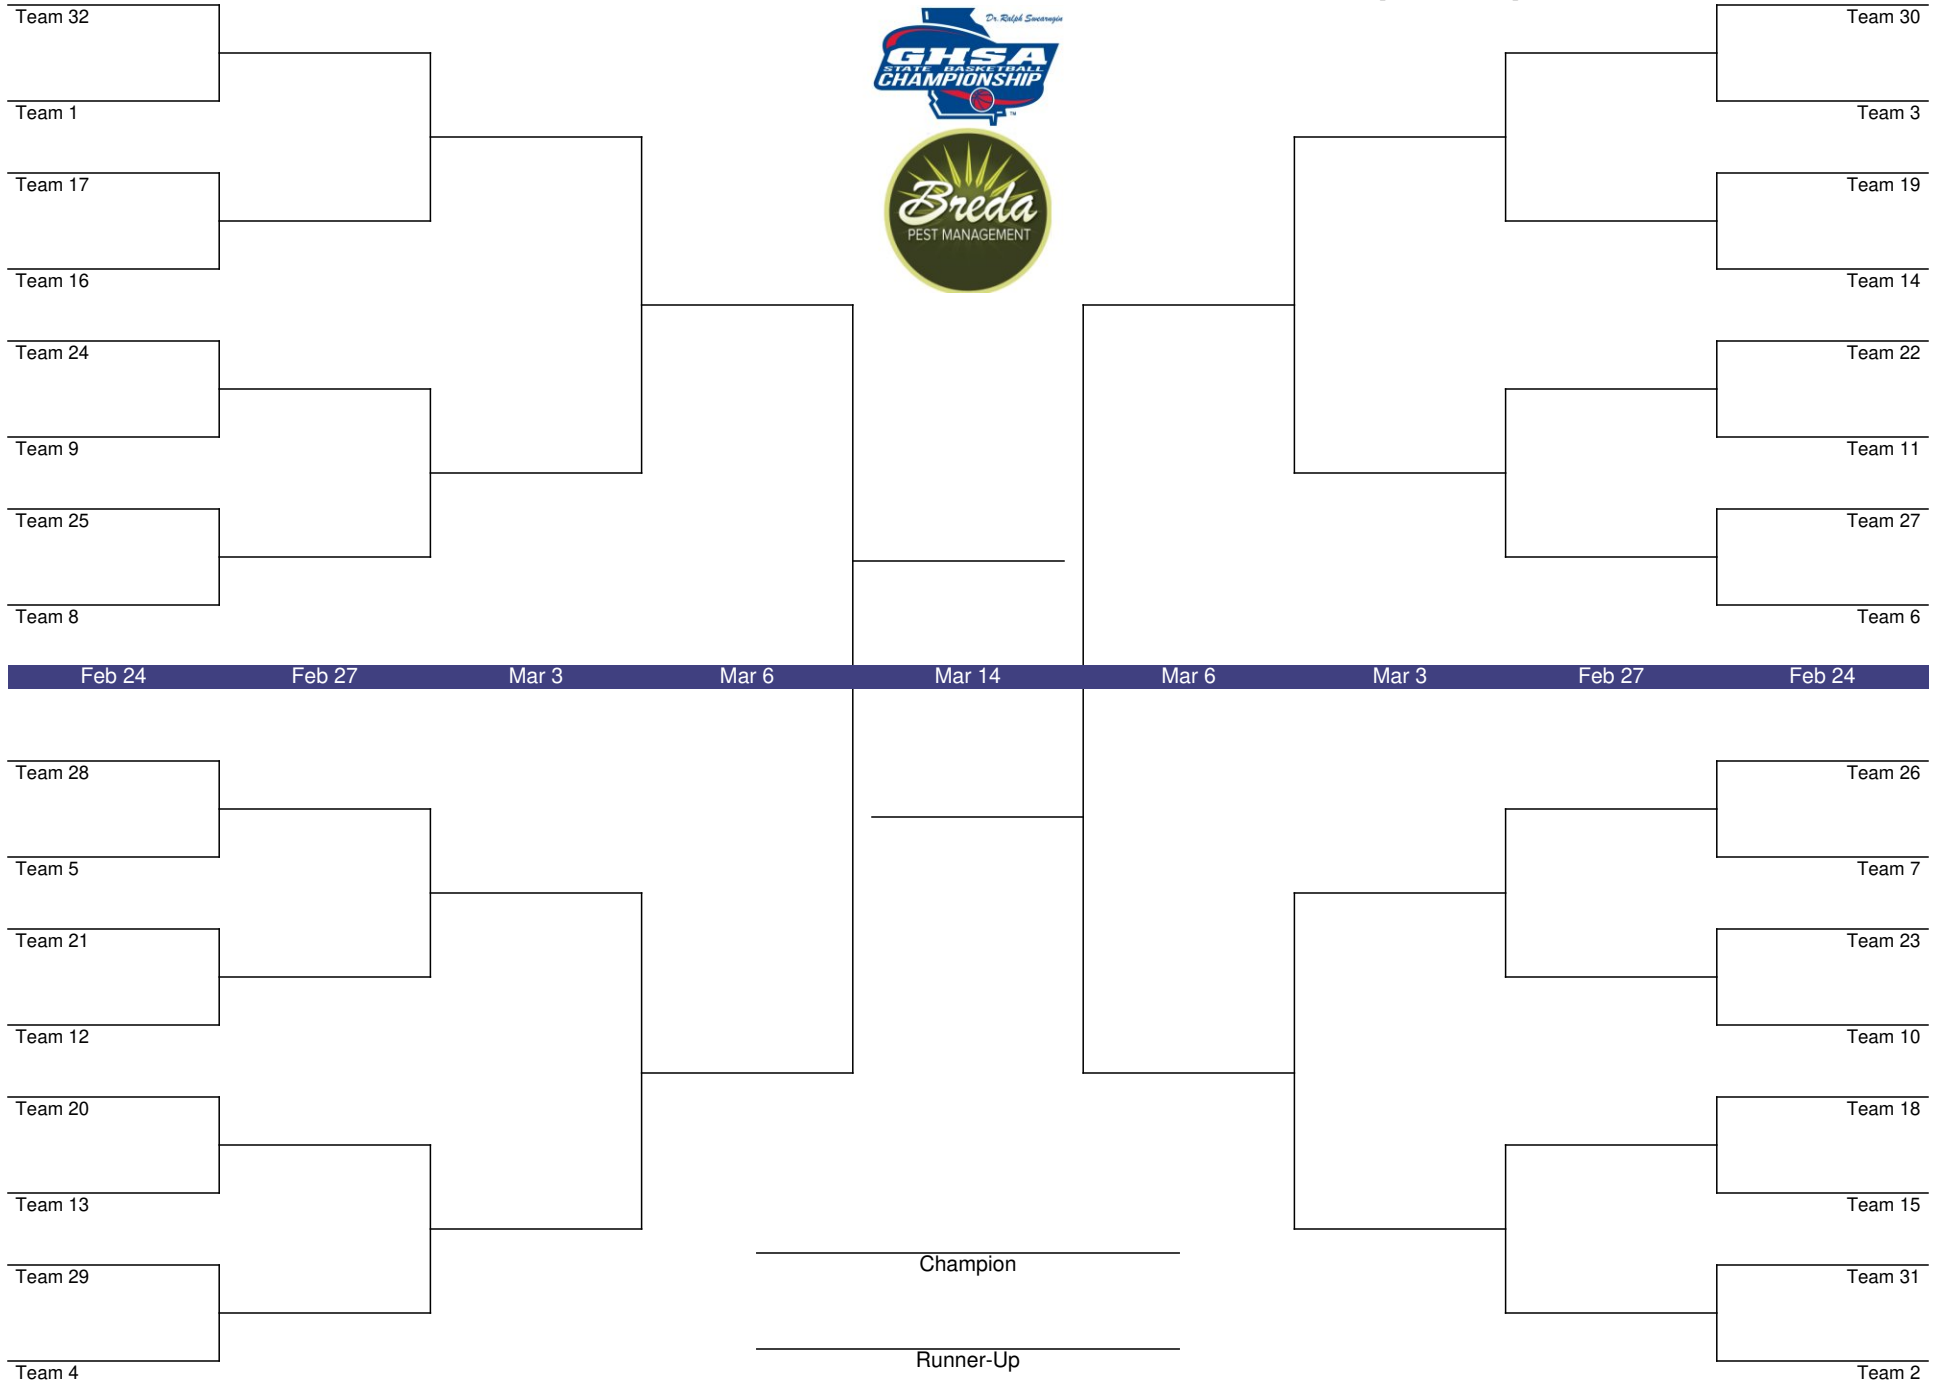 Team 32
Team 1
Team 17
Team 16
Team 24
Team 9
Team 25
Team 8
Dr. Ralph Swearngin
GHSA
STATE BASKETBALL
CHAMPIONSHIP
TM
Breda
PEST MANAGEMENT
Team 30
Team 3
Team 19
Team 14
Team 22
Team 11
Team 27
Team 6
Feb 24 Feb 27 Mar 3 Mar 6 Mar 14 Mar 6 Mar 3 Feb 27 Feb 24
Team 28
Team 5
Team 21
Team 12
Team 20
Team 13
Team 29
Team 4
Champion
Runner-Up
Team 26
Team 7
Team 23
Team 10
Team 18
Team 15
Team 31
Team 2